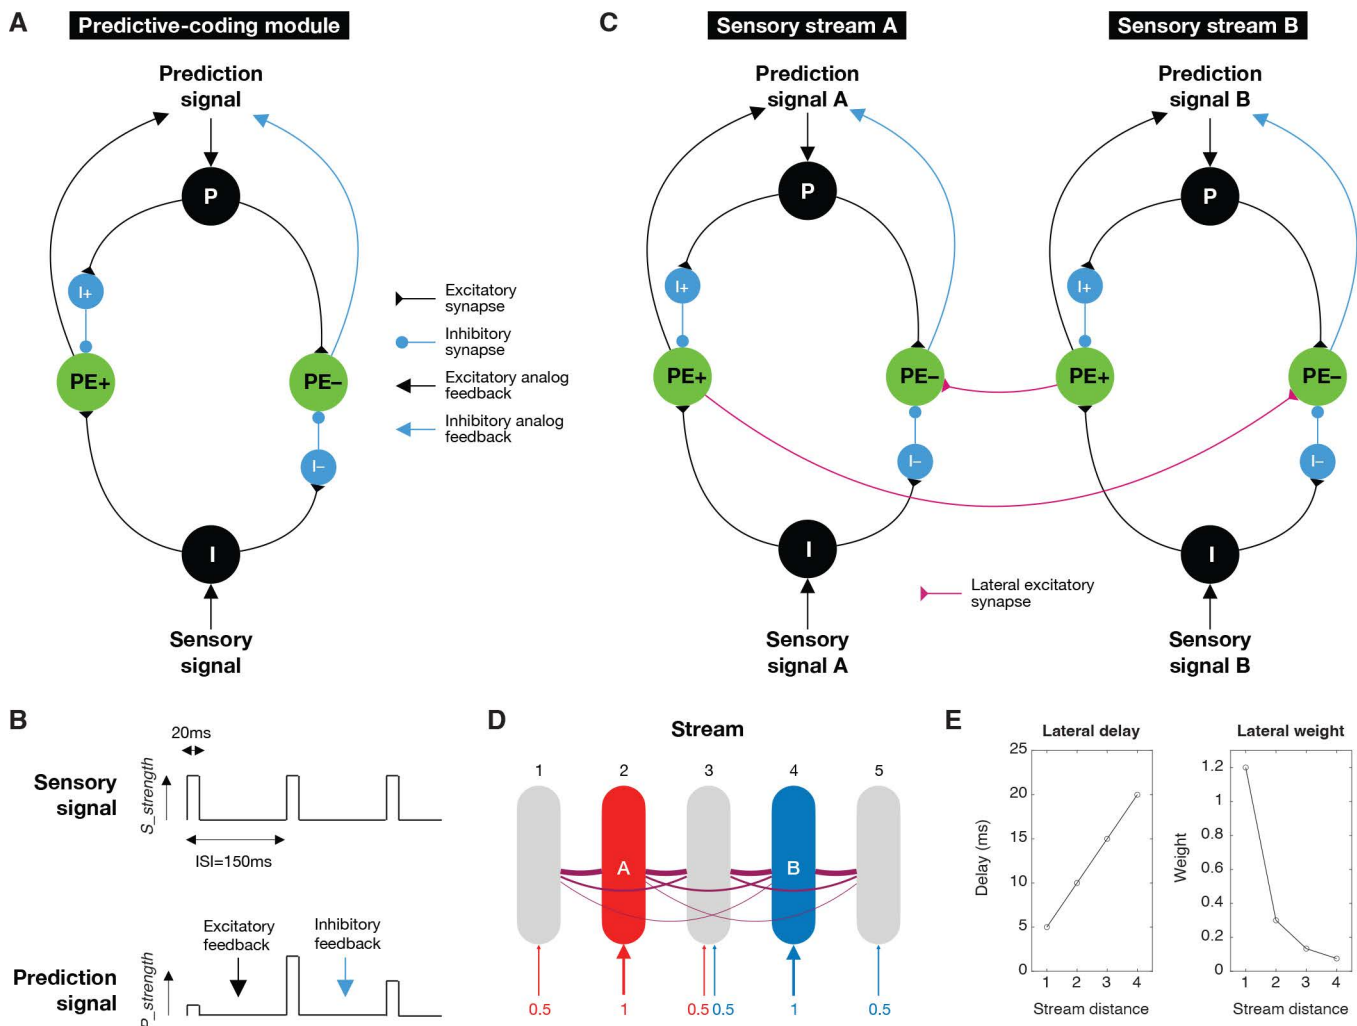 A
Predictive-coding module
Prediction
signal
P
I+
PE+
PE–
I–
I
Sensory
signal
Excitatory
synapse
Inhibitory
synapse
Excitatory analog
feedback
Inhibitory analog
feedback
C
Sensory stream A
Sensory stream B
Prediction
signal A
Prediction
signal B
P
P
I+
I+
PE+
PE–
PE+
PE–
I–
I–
I
I
Lateral excitatory
synapse
Sensory
signal A
Sensory
signal B
B
20ms
Sensory
signal
S_strength
ISI=150ms
Excitatory
feedback
Inhibitory
feedback
Prediction
signal
P_strength
D
Stream
1 2 3 4 5
A
B
0.5 1 0.5 0.5 1 0.5
E
Lateral delay
25
20
15
10
5
0
Delay (ms)
1 2 3 4
Stream distance
Lateral weight
1.2
1
0.8
0.6
0.4
0.2
0
Weight
1 2 3 4
Stream distance